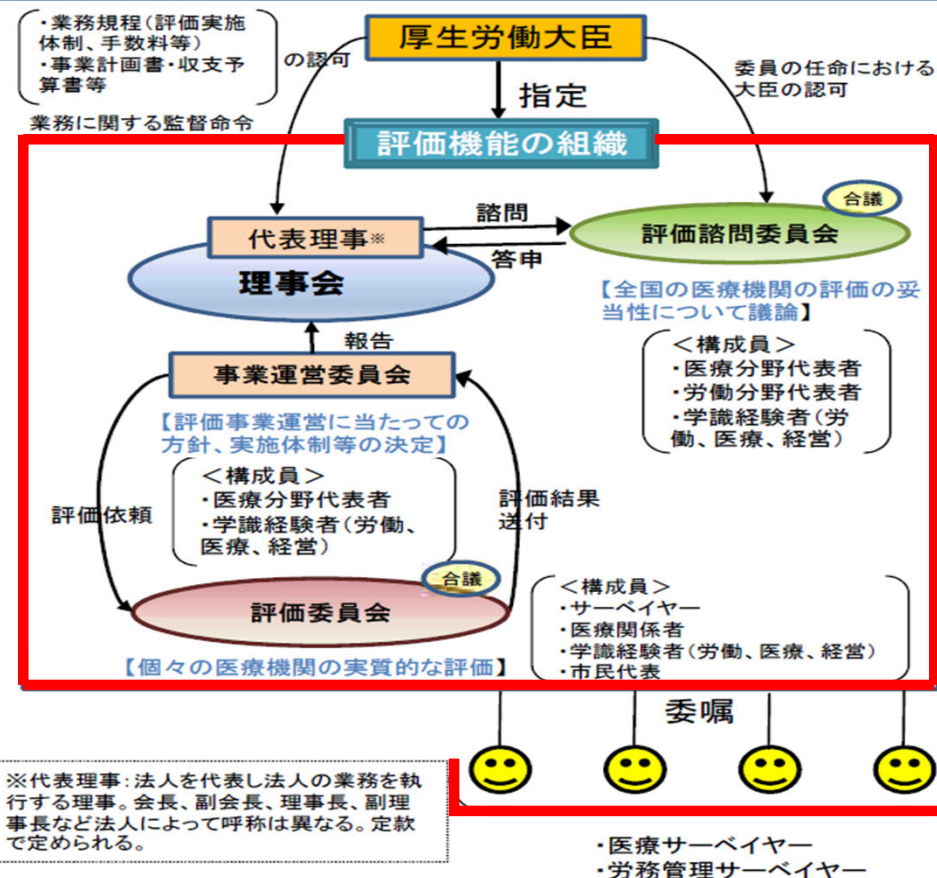 ・業務規程(評価実施
体制、手数料等)
・事業計画書・収支予
算書等
の認可
業務に関する監督命令
厚生労働大臣
指定
委員の任命における
大臣の認可
評価機能の組織
代表理事※
理事会
諮問
答申
合議
評価諮問委員会
【全国の医療機関の評価の妥
当性について議論】
<構成員>
・医療分野代表者
・労働分野代表者
・学識経験者(労
働、医療、経営)
報告
事業運営委員会
【評価事業運営に当たっての
方針、実施体制等の決定】
<構成員>
・医療分野代表者
・学識経験者(労働、
医療、経営)
評価依頼
評価結果
送付
合議
評価委員会
【個々の医療機関の実質的な評価】
<構成員>
・サーベイヤー
・医療関係者
・学識経験者(労働、医療、経営)
・市民代表
委嘱
※代表理事:法人を代表し法人の業務を執
行する理事。会長、副会長、理事長、副理
事長など法人によって呼称は異なる。定款
で定められる。
・医療サーベイヤー
・労務管理サーベイヤー